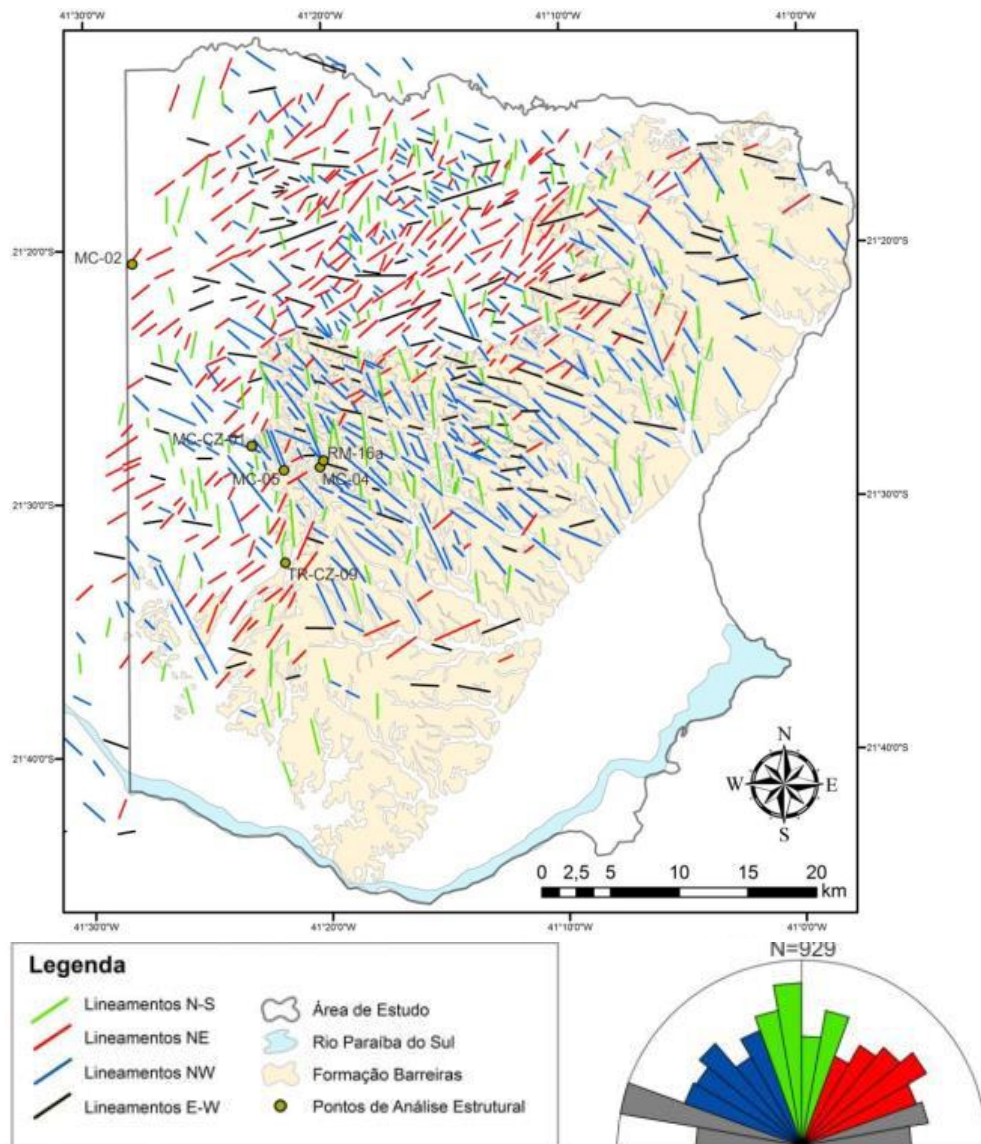 41°30'0"W 41°20'0"W 41°10'0"W 41°0'0"W
21°20'0"S 21°20'0"S
MC-02
MC-CZ-01
RM-16a
MC-05 MC-04
21°30'0"S 21°30'0"S
TR-CZ-09
21°40'0"S 21°40'0"S
N
W E
S
0 2,5 5 10 15 20
km
41°30'0"W 41°20'0"W 41°10'0"W 41°0'0"W
N=929
Legenda
Lineamentos N-S
Lineamentos NE
Lineamentos NW
Lineamentos E-W
Área de Estudo
Rio Paraíba do Sul
Formação Barreiras
Pontos de Análise Estrutural